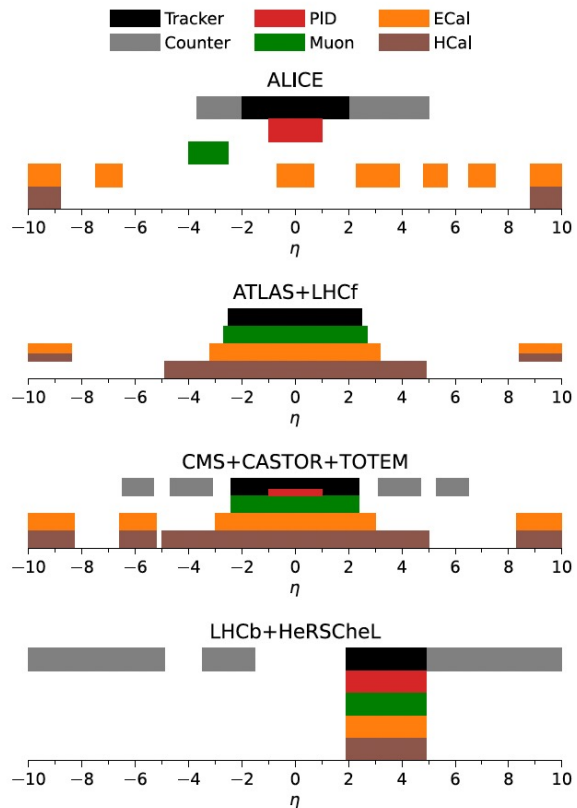 Tracker PID ECal
Counter Muon HCal
ALICE
−10 −8 −6 −4 −2 0 2 4 6 8 10
η
ATLAS+LHCf
−10 −8 −6 −4 −2 0 2 4 6 8 10
η
CMS+CASTOR+TOTEM
−10 −8 −6 −4 −2 0 2 4 6 8 10
η
LHCb+HeRSCheL
−10 −8 −6 −4 −2 0 2 4 6 8 10
η